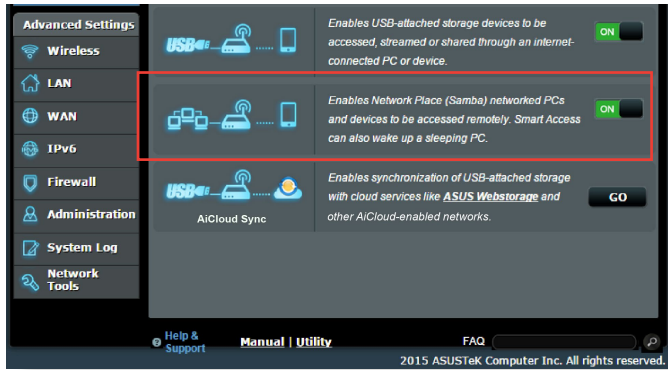 Advanced Settings
Wireless
LAN
WAN
IPv6
Firewall
Administration
System Log
Network
Tools
USB
Enables USB-attached storage devices to be
accessed, streamed or shared through an internet-
connected PC or device.
ON
Enables Network Place (Samba) networked PCs
and devices to be accessed remotely. Smart Access
can also wake up a sleeping PC.
ON
USB
AiCloud Sync
Enables synchronization of USB-attached storage
with cloud services like ASUS Webstorage and
other AiCloud-enabled networks.
GO
Help &
Support
Manual | Utility
FAQ
2015 ASUSTeK Computer Inc. All rights reserved.